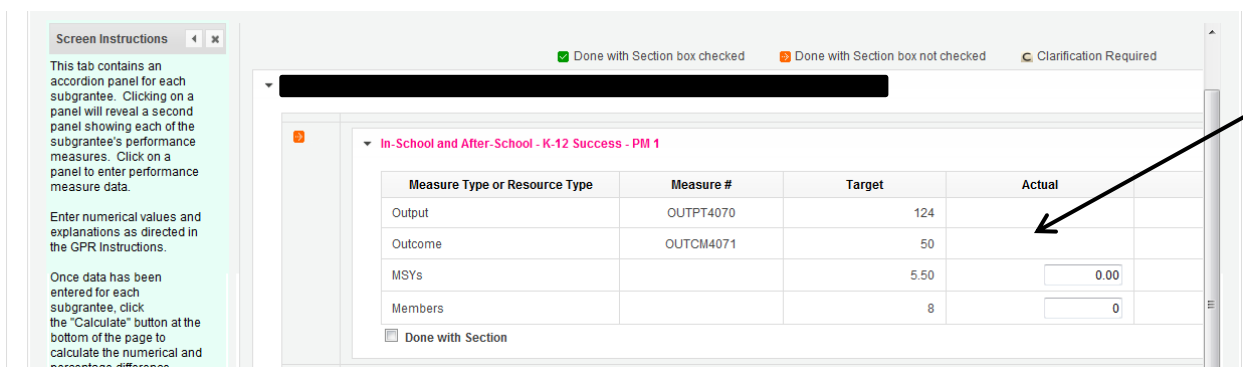 Screen Instructions
This tab contains an
accordion panel for each
subgrantee. Clicking on a
panel will reveal a second
panel showing each of the
subgrantee's performance
measures. Click on a
panel to enter performance
measure data.
Enter numerical values and
explanations as directed in
the GPR Instructions.
Once data has been
entered for each
subgrantee, click
the "Calculate" button at the
bottom of the page to
calculate the numerical and
percentage difference
Done with Section box checked Done with Section box not checked C Clarification Required
In-School and After-School - K-12 Success - PM 1
Measure Type or Resource Type Measure # Target Actual
Output OUTPT4070 124
Outcome OUTCM4071 50
MSYs 5.50 0.00
Members 8 0
Done with Section